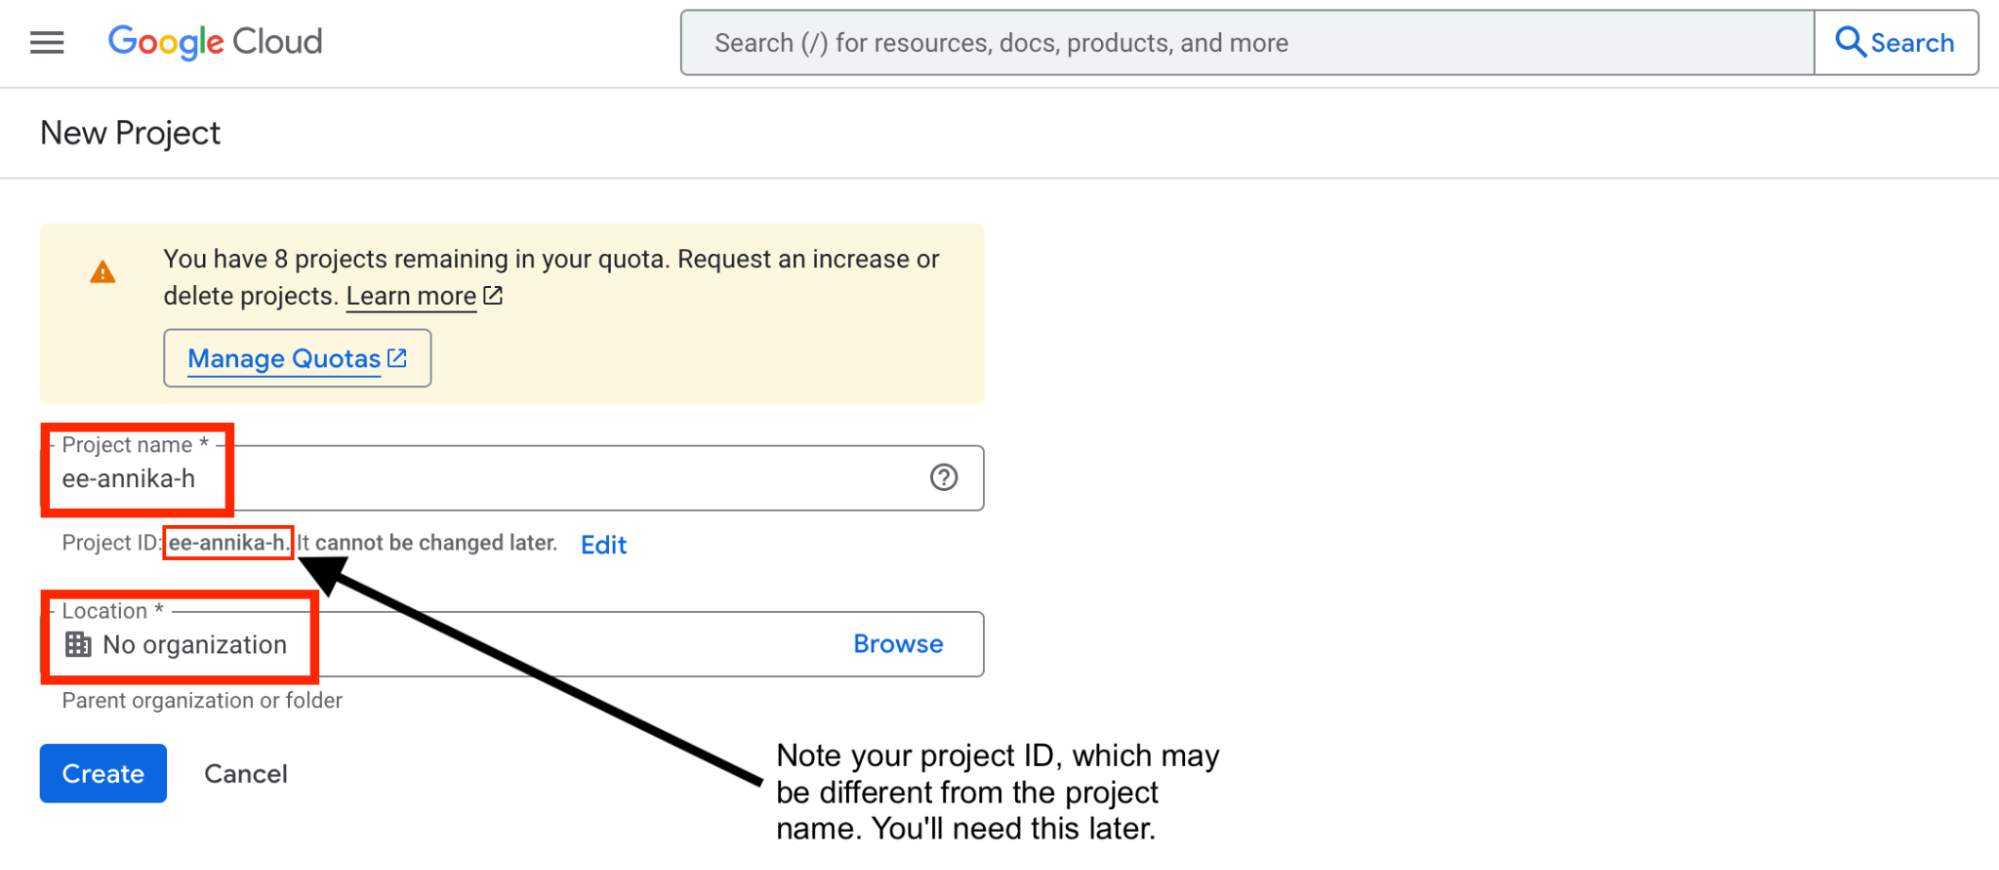 Google Cloud
Search (/) for resources, docs, products, and more
Search
New Project
You have 8 projects remaining in your quota. Request an increase or
delete projects. Learn more
Manage Quotas
Project name *
ee-annika-h
Project ID: ee-annika-h. It cannot be changed later. Edit
Location *
No organization
Browse
Parent organization or folder
Create
Cancel
Note your project ID, which may
be different from the project
name. You'll need this later.